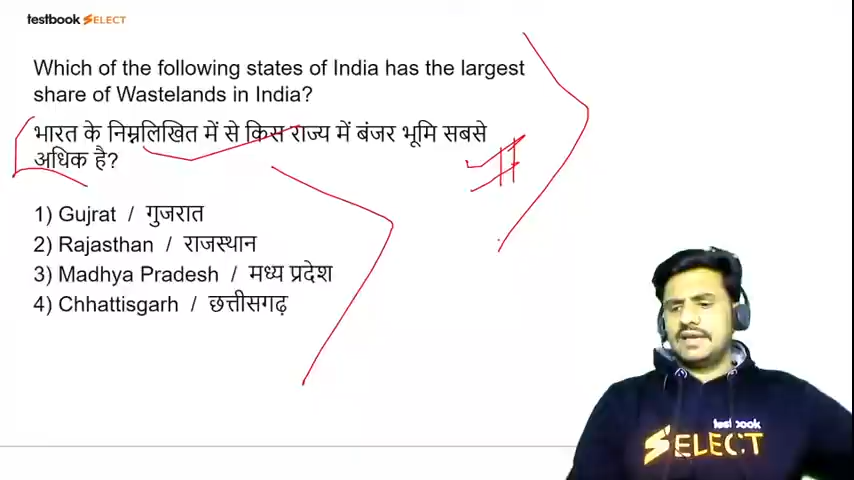 testbook SELECT
Which of the following states of India has the largest
share of Wastelands in India?
भारत के निम्नलिखित में से किस राज्य में बंजर भूमि सबसे
अधिक है?
1) Gujrat / गुजरात
2) Rajasthan / राजस्थान
3) Madhya Pradesh / मध्य प्रदेश
4) Chhattisgarh / छत्तीसगढ़
testbook
SELECT